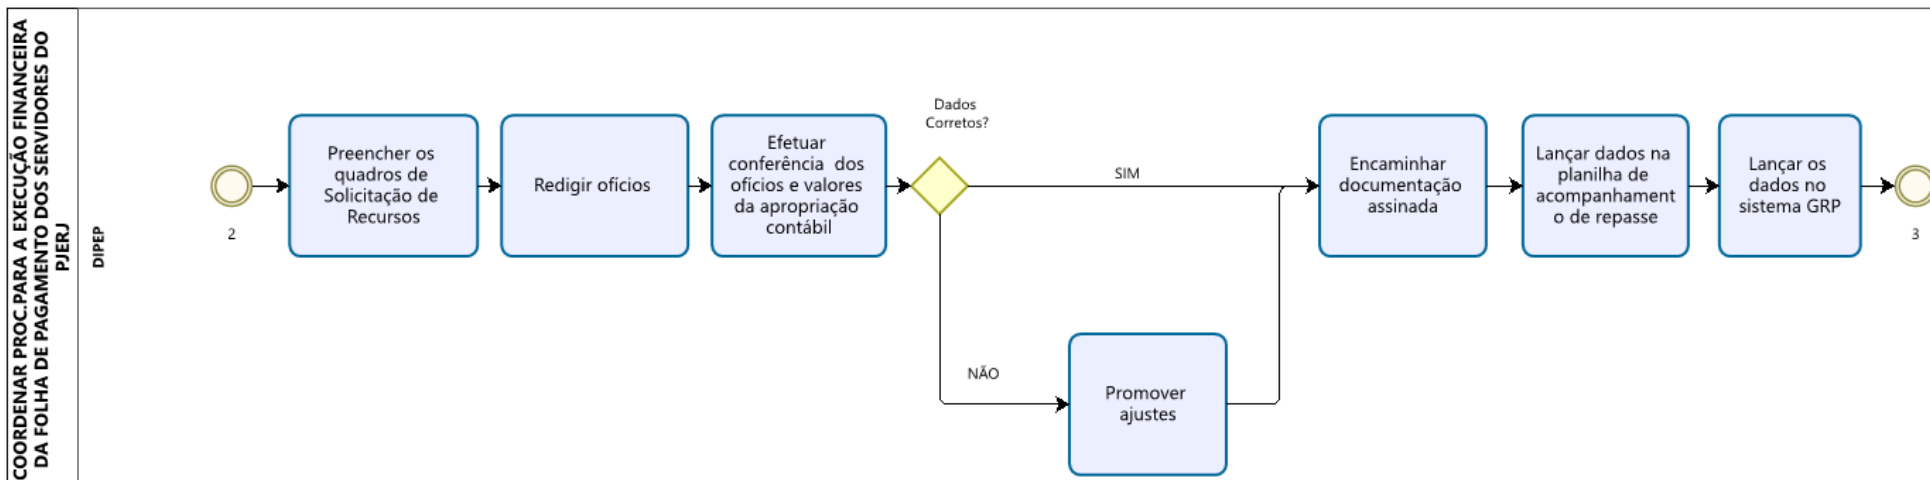 COORDENAR PROC.PARA A EXECUÇÃO FINANCEIRA
DA FOLHA DE PAGAMENTO DOS SERVIDORES DO
PJERJ
DIPEP
2
Preencher os
quadros de
Solicitação de
Recursos
Redigir ofícios
Efetuar
conferência  dos
ofícios e valores
da apropriação
contábil
Dados
Corretos?
SIM
NÃO
Promover
ajustes
Encaminhar
documentação
assinada
Lançar dados na
planilha de
acompanhament
o de repasse
Lançar os
dados no
sistema GRP
3